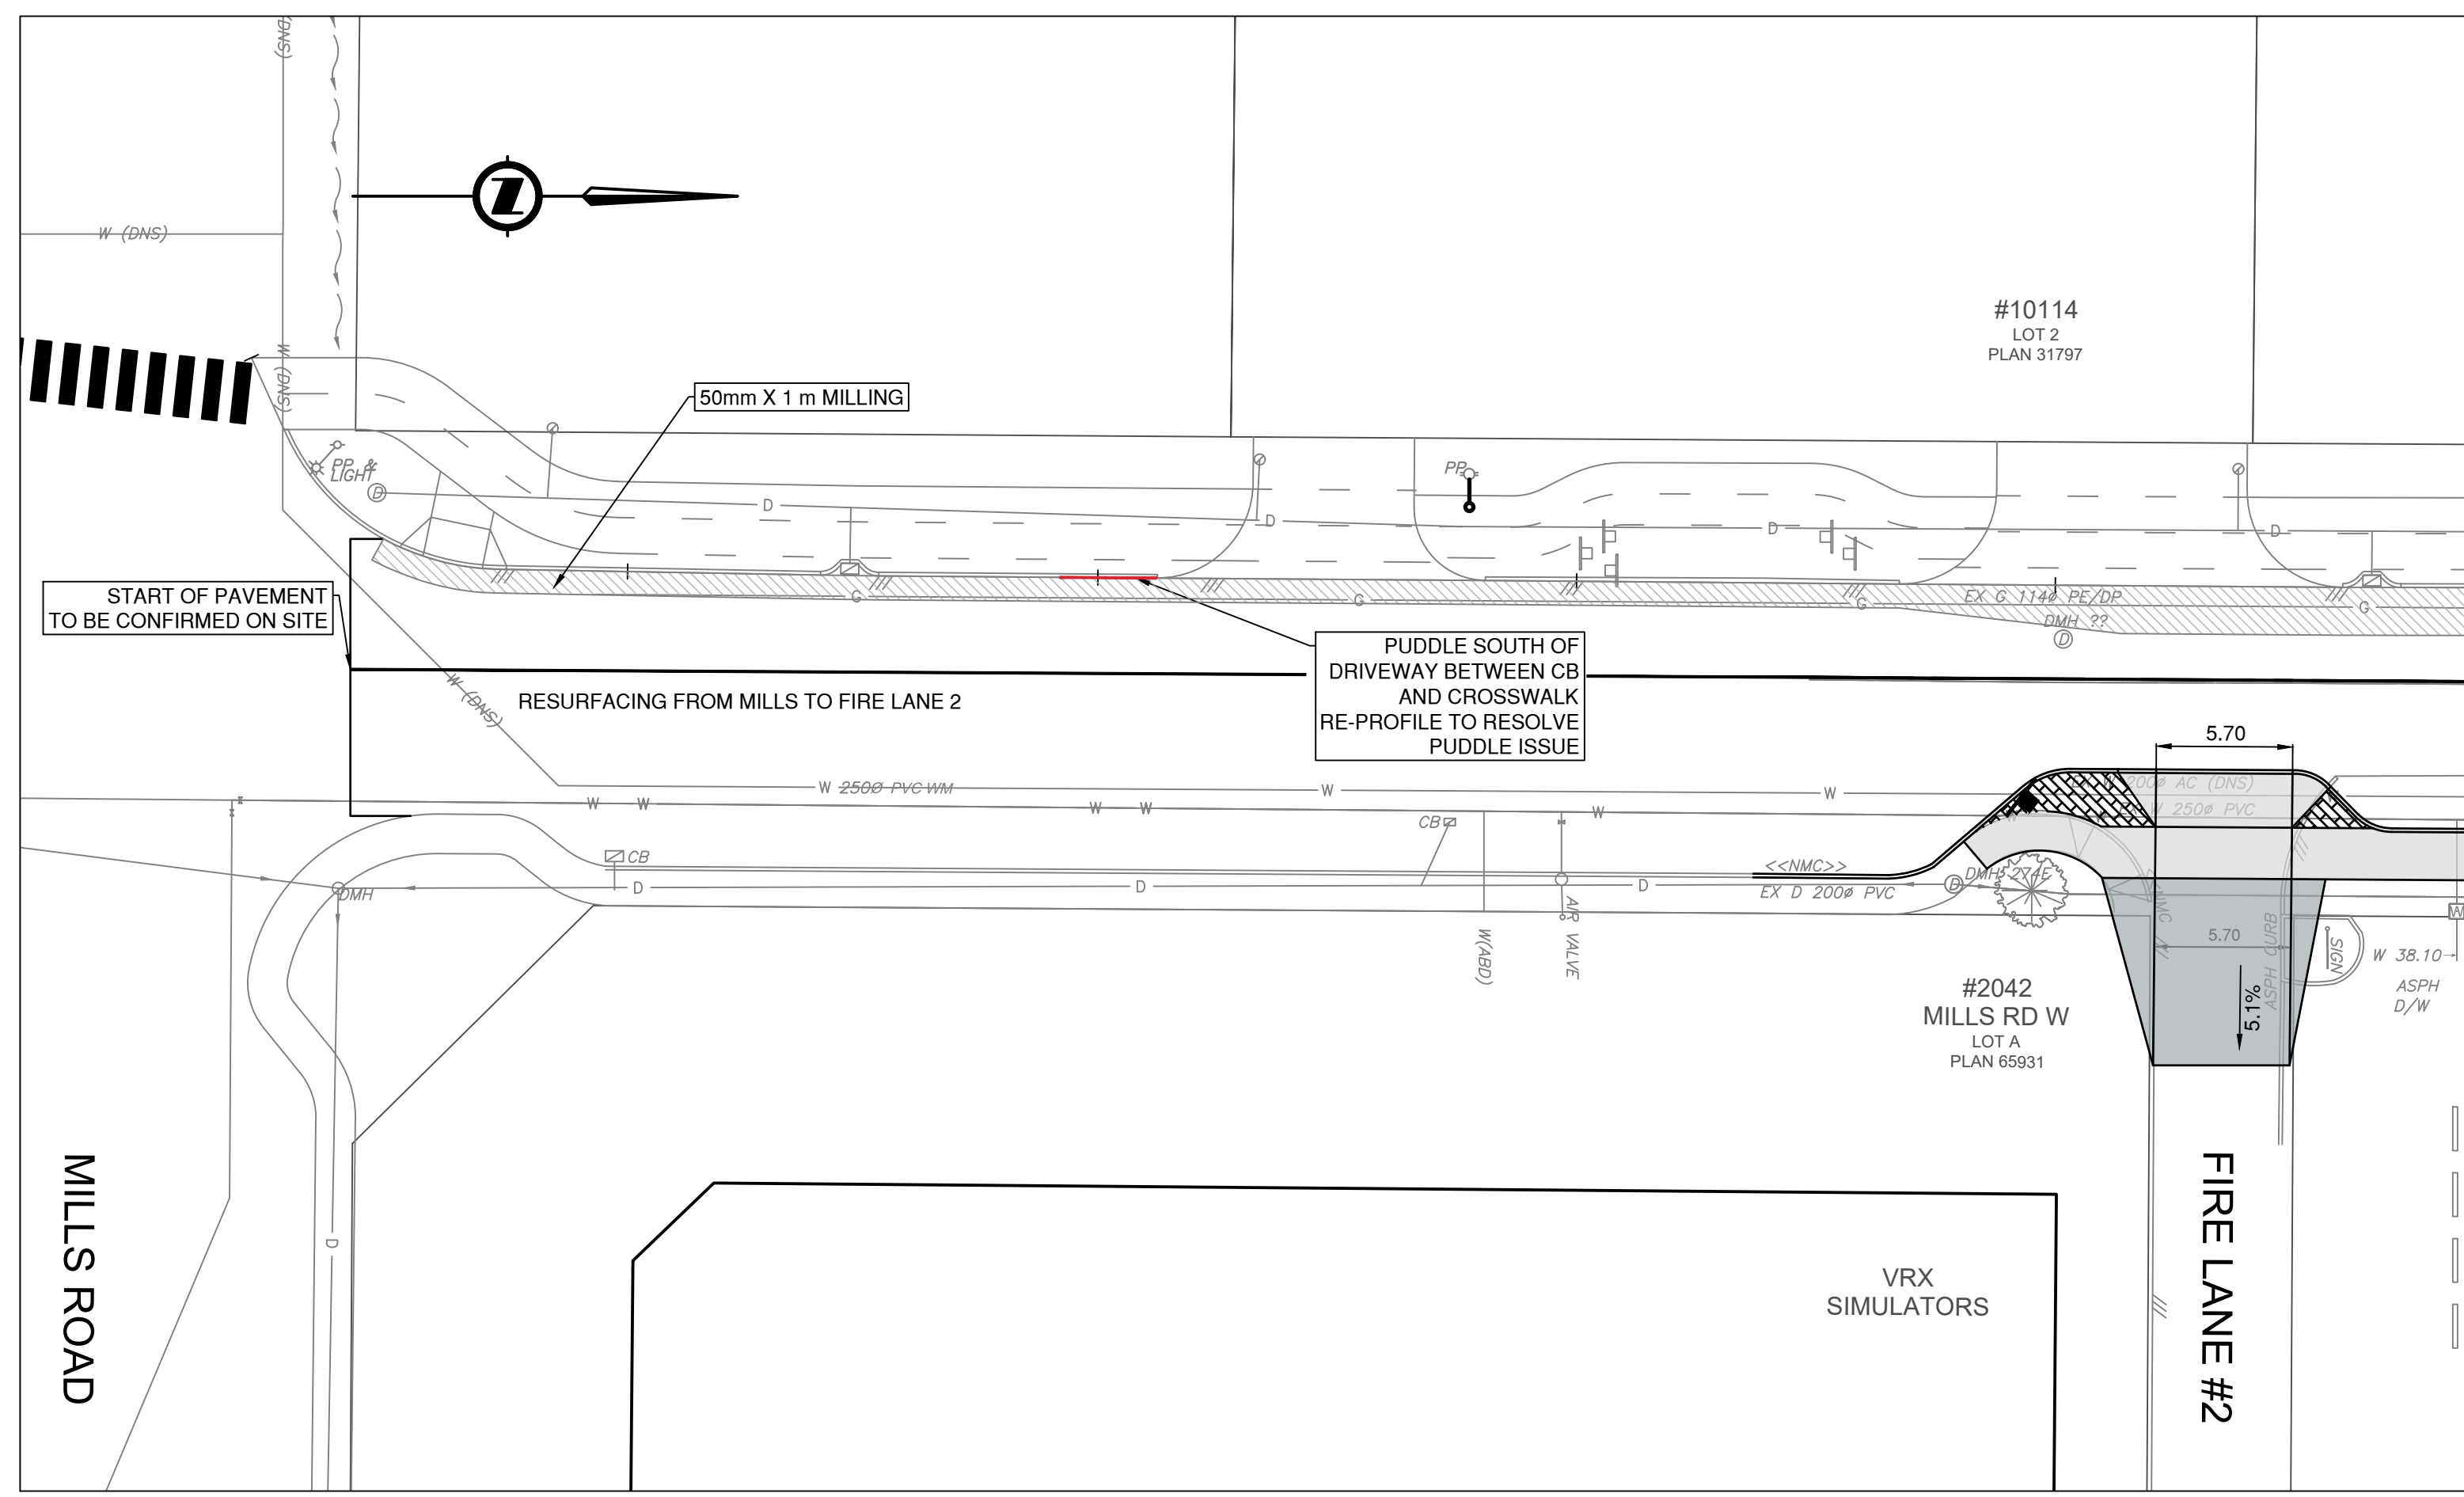 (DNS)
W (DNS)
W (DNS)
#10114
LOT 2
PLAN 31797
50mm X 1 m MILLING
PP &
LIGHT
D
D
D
PP
D
D
START OF PAVEMENT
TO BE CONFIRMED ON SITE
G
G
G
G
EX G 114ø PE/DP
DMH ??
D
PUDDLE SOUTH OF
DRIVEWAY BETWEEN CB
AND CROSSWALK
RE-PROFILE TO RESOLVE
PUDDLE ISSUE
W (DNS)
RESURFACING FROM MILLS TO FIRE LANE 2
5.70
W 250Ø PVC WM
W
W
EX W 200ø AC (DNS)
EX W 250ø PVC
W W
W W
W
CB
CB
DMH
D
D
D
<<NMC>>
EX D 200ø PVC
D
DMH 274E
AIR VALVE
W(ABD)
<<NMC
5.70
ASPH CURB
SIGN
W
W 38.10
ASPH
D/W
5.1%
#2042
MILLS RD W
LOT A
PLAN 65931
D
MILLS ROAD
FIRE LANE #2
VRX
SIMULATORS